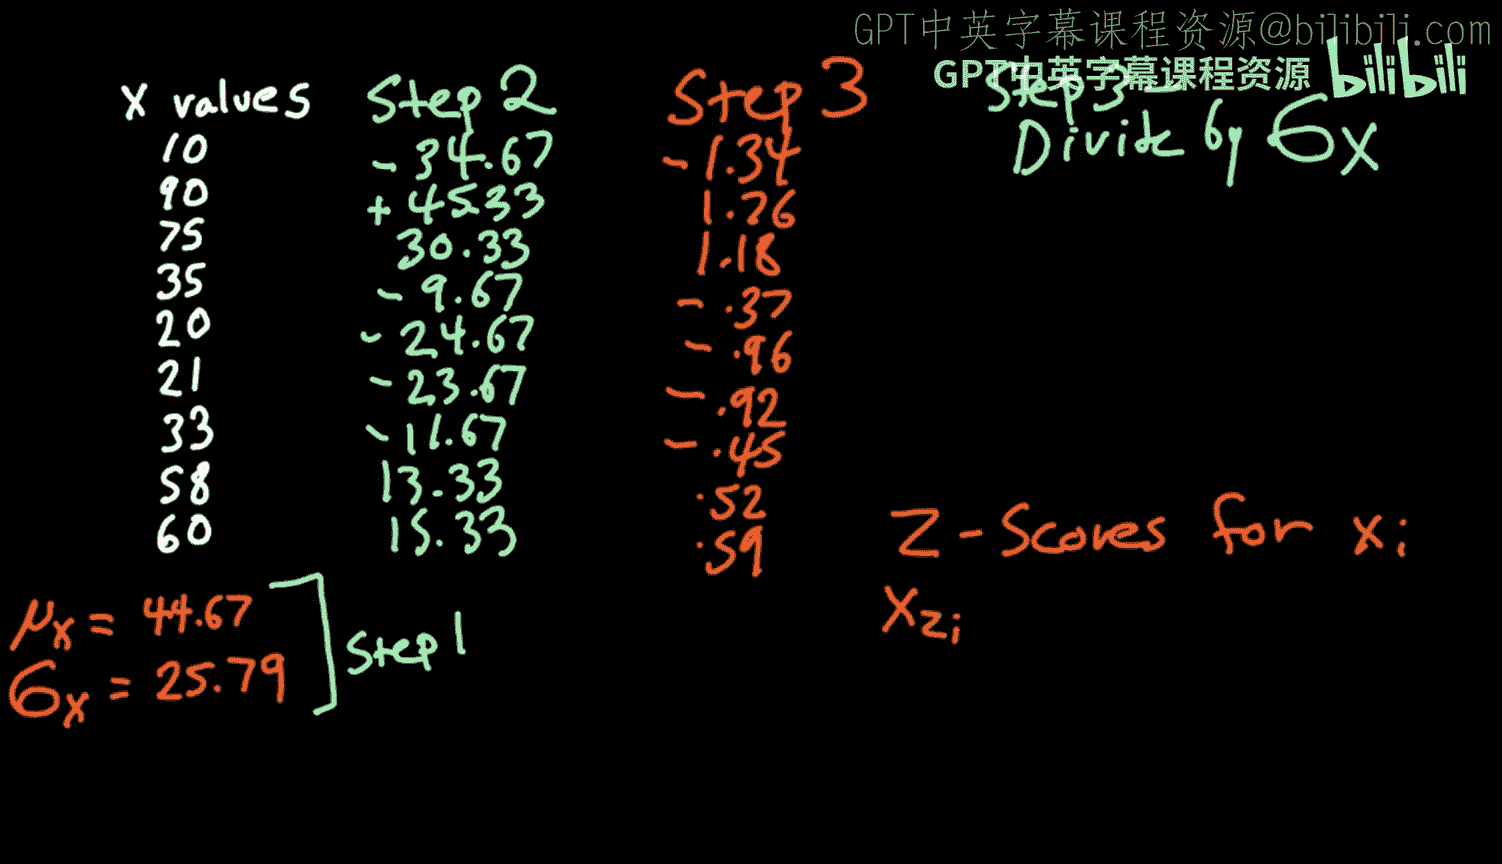 GPT中英字幕课程资源@bilibili.com
GPT中英字幕课程资源 bilibili
x values Step 2 Step 3 Step 3 –
Divide by σx
10 - 34.67 - 1.34
90 + 45.33 1.76
75 30.33 1.18
35 - 9.67 - .37
20 - 24.67 - .96
21 - 23.67 - .92
33 - 11.67 - .45
58 13.33 .52
60 15.33 .59
Z - Scores for xi
xzi
μx = 44.67
σx = 25.79
Step 1